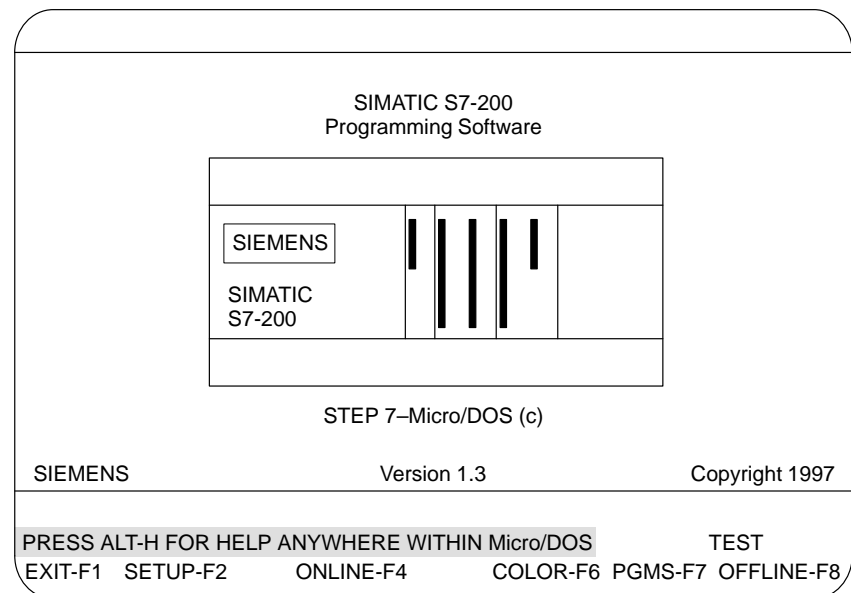 SIMATIC S7-200
Programming Software
SIEMENS
SIMATIC
S7-200
STEP 7–Micro/DOS (c)
SIEMENS Version 1.3 Copyright 1997
PRESS ALT-H FOR HELP ANYWHERE WITHIN Micro/DOS TEST
EXIT-F1 SETUP-F2 ONLINE-F4 COLOR-F6 PGMS-F7 OFFLINE-F8